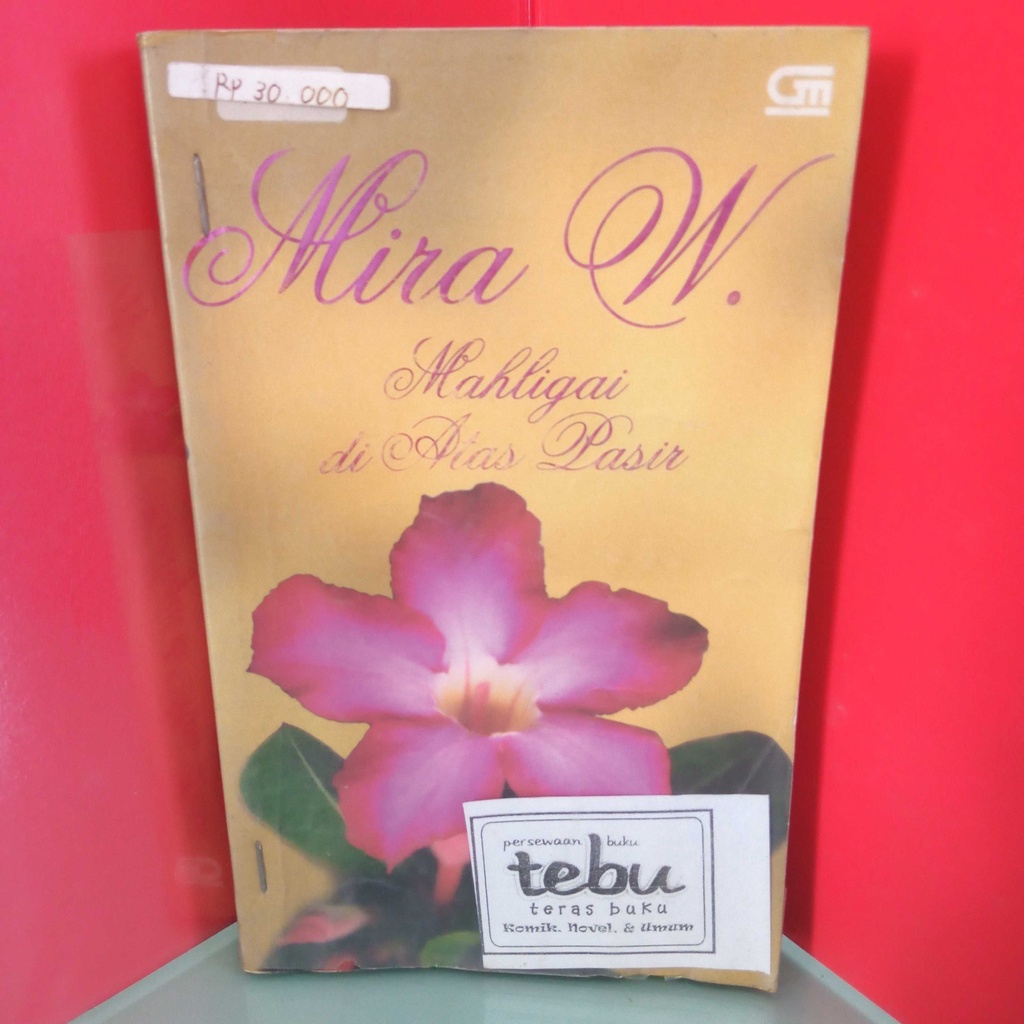 Rp. 30.000
GM
Mira W.
Mahligai
di Atas Pasir
persewaan buku
tebu
teras buku
Komik, Novel, & Umum